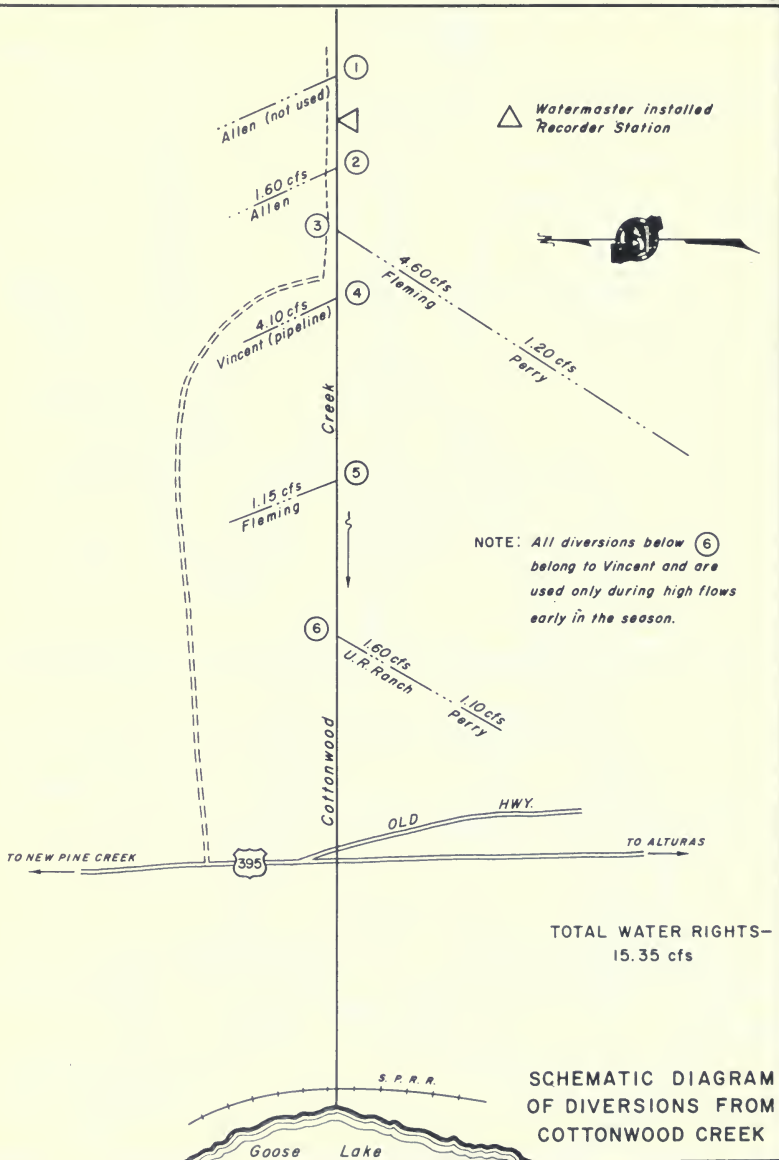 1
Allen (not used)
Watermaster installed
Recorder Station
2
1.60 cfs
Allen
3
N
4.60 cfs
Fleming
4
4.10 cfs
Vincent (pipeline)
1.20 cfs
Perry
Creek
5
1.15 cfs
Fleming
NOTE: All diversions below 6
belong to Vincent and are
used only during high flows
early in the season.
6
1.60 cfs
U.R. Ranch
1.10 cfs
Perry
Cottonwood
OLD HWY.
TO NEW PINE CREEK
395
TO ALTURAS
TOTAL WATER RIGHTS–
15.35 cfs
S.P.R.R.
SCHEMATIC DIAGRAM
OF DIVERSIONS FROM
COTTONWOOD CREEK
Goose Lake